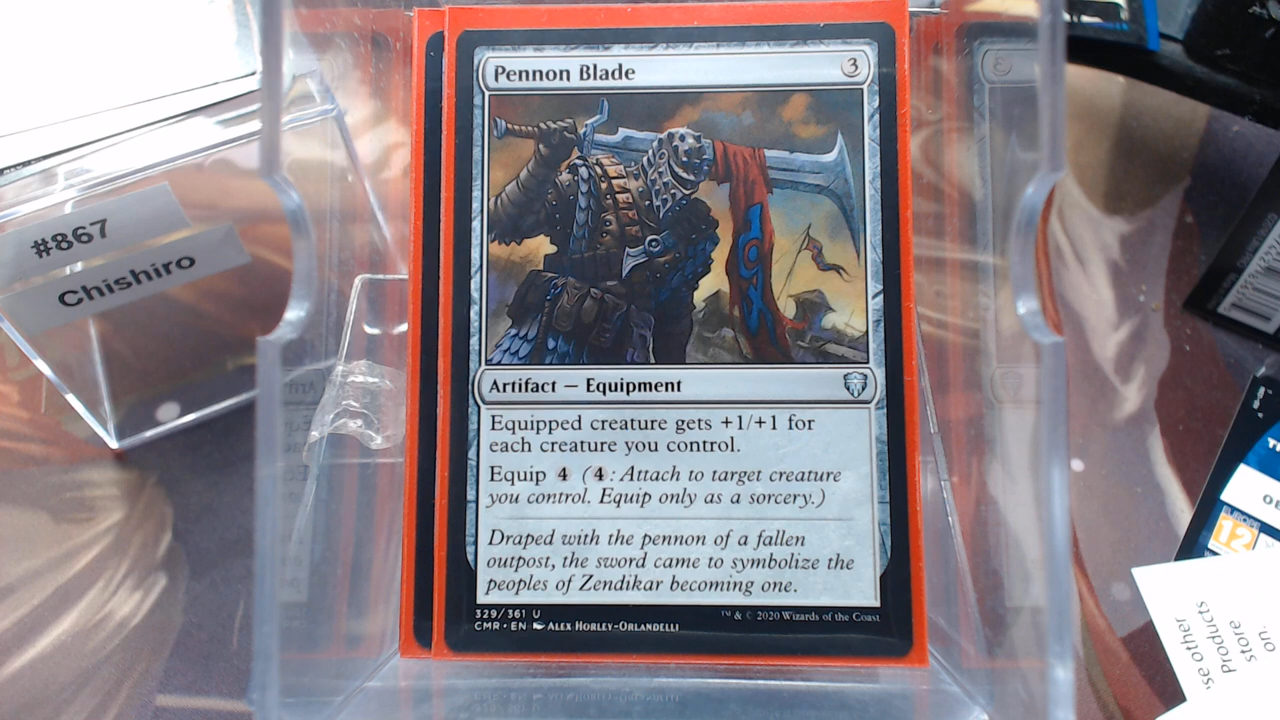 #867
Chishiro
Pennon Blade
3
Artifact — Equipment
Equipped creature gets +1/+1 for
each creature you control.
Equip 4 (4: Attach to target creature
you control. Equip only as a sorcery.)
Draped with the pennon of a fallen
outpost, the sword came to symbolize the
peoples of Zendikar becoming one.
329/361 U
CMR • EN ALEX HORLEY-ORLANDELLI
™ & © 2020 Wizards of the Coast
EUROPE
12
se other
Products
store
on.